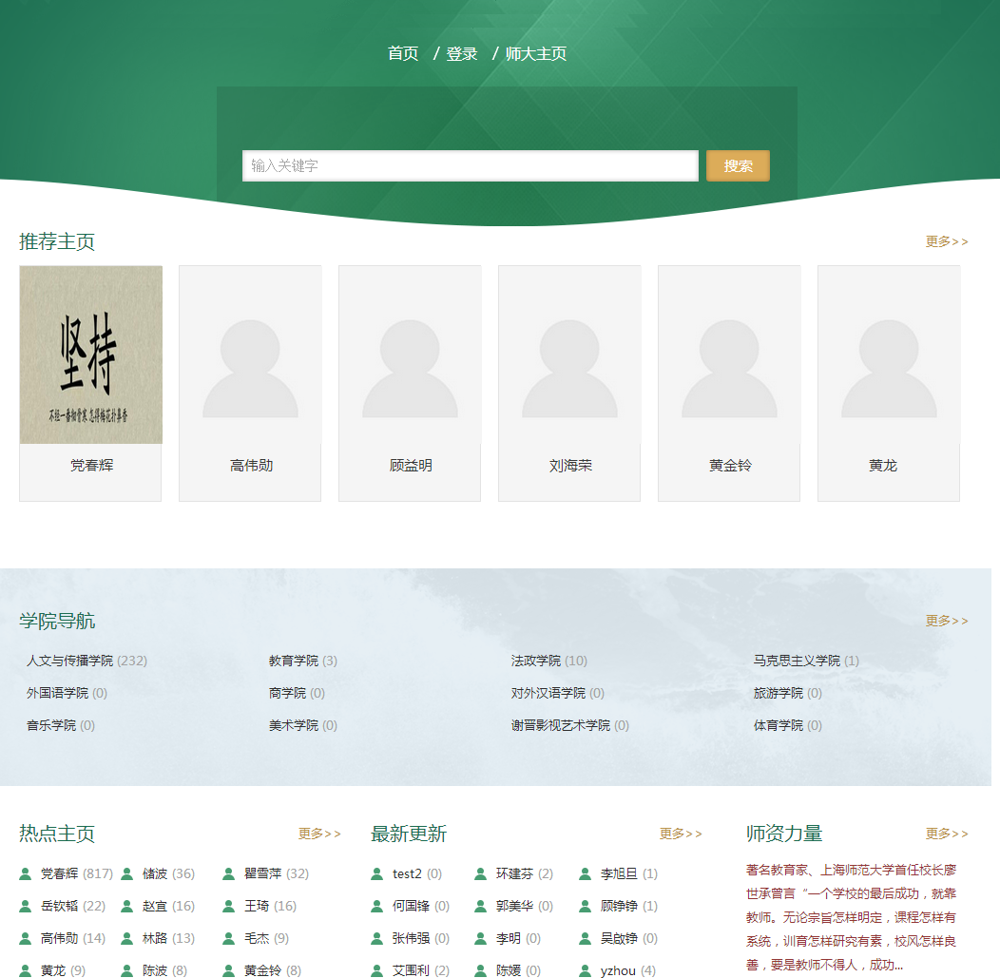 首页 / 登录 / 师大主页
输入关键字 搜索
推荐主页 更多>>
坚持
不经一番彻骨寒 怎得梅花扑鼻香
党春辉 高伟勋 顾益明 刘海荣 黄金铃 黄龙
学院导航 更多>>
人文与传播学院 (232) 教育学院 (3) 法政学院 (10) 马克思主义学院 (1)
外国语学院 (0) 商学院 (0) 对外汉语学院 (0) 旅游学院 (0)
音乐学院 (0) 美术学院 (0) 谢晋影视艺术学院 (0) 体育学院 (0)
热点主页 更多>>
党春辉 (817) 储波 (36) 瞿雪萍 (32)
岳钦韬 (22) 赵宜 (16) 王琦 (16)
高伟勋 (14) 林路 (13) 毛杰 (9)
黄龙 (9) 陈波 (8) 黄金铃 (8)
最新更新 更多>>
test2 (0) 环建芬 (2) 李旭旦 (1)
何国锋 (0) 郭美华 (0) 顾铮铮 (1)
张伟强 (0) 李明 (0) 吴啟铮 (0)
艾围利 (2) 陈媛 (0) yzhou (4)
师资力量 更多>>
著名教育家、上海师范大学首任校长廖
世承曾言“一个学校的最后成功，就靠
教师。无论宗旨怎样明定，课程怎样有
系统，训育怎样研究有素，校风怎样良
善，要是教师不得人，成功...